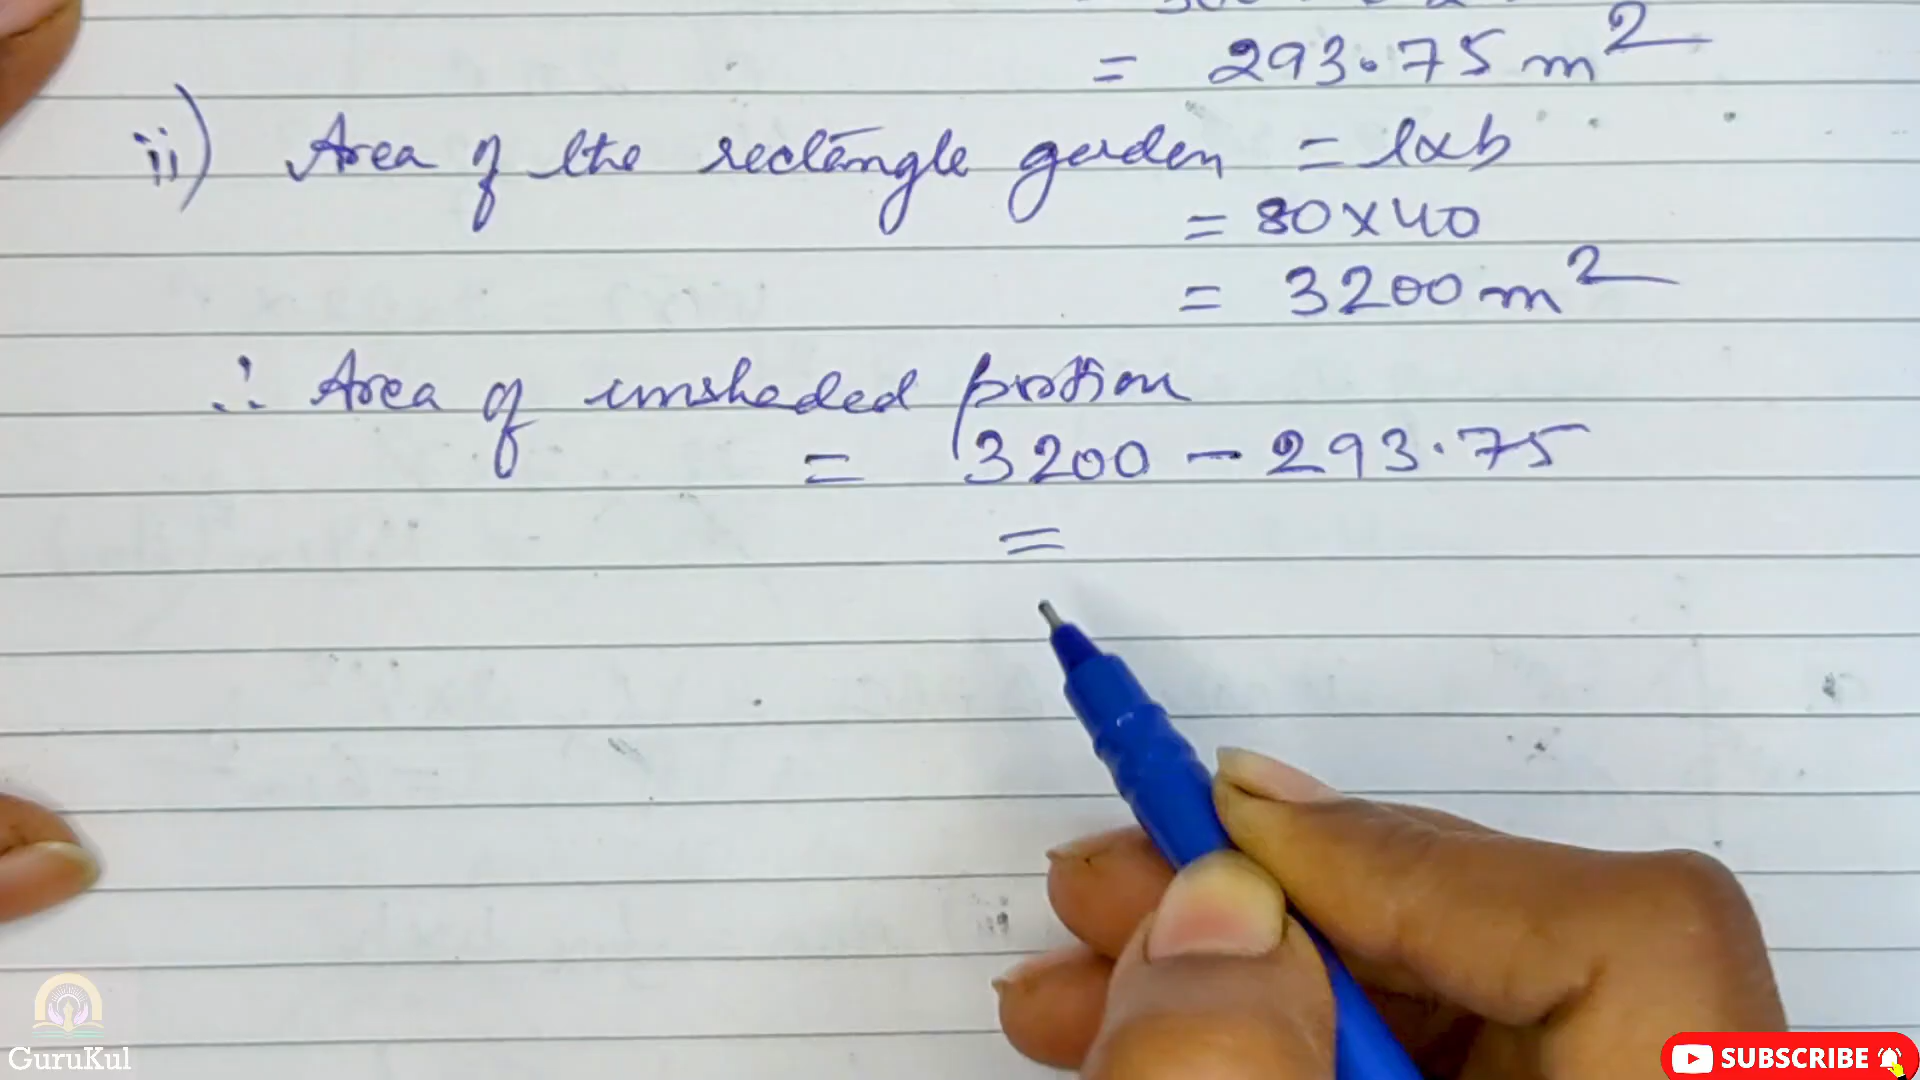 = 293.75 m²
ii) Area of the rectangle garden = l×b
= 80×40
= 3200 m²
∴ Area of unshaded portion
= 3200 - 293.75
=
GuruKul
SUBSCRIBE